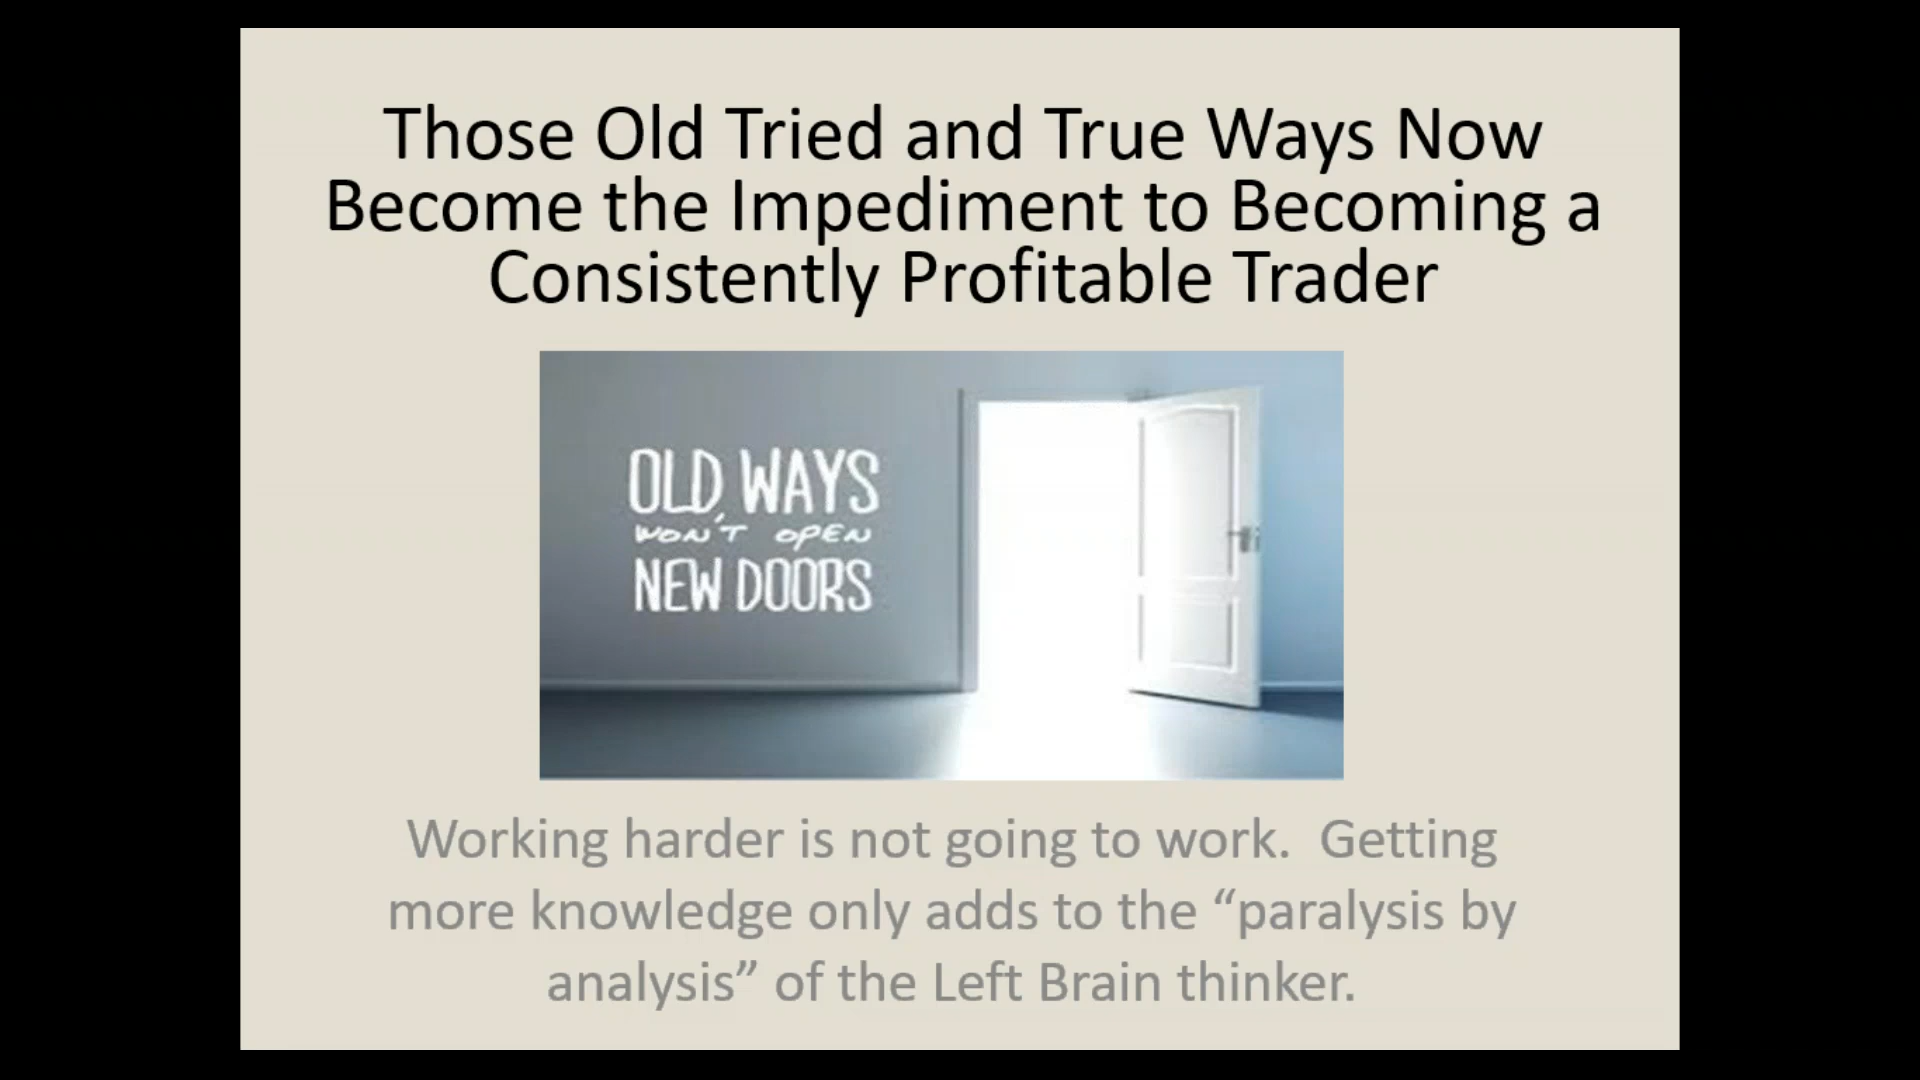 Those Old Tried and True Ways Now
Become the Impediment to Becoming a
Consistently Profitable Trader
OLD WAYS
WON'T OPEN
NEW DOORS
Working harder is not going to work.  Getting
more knowledge only adds to the “paralysis by
analysis” of the Left Brain thinker.